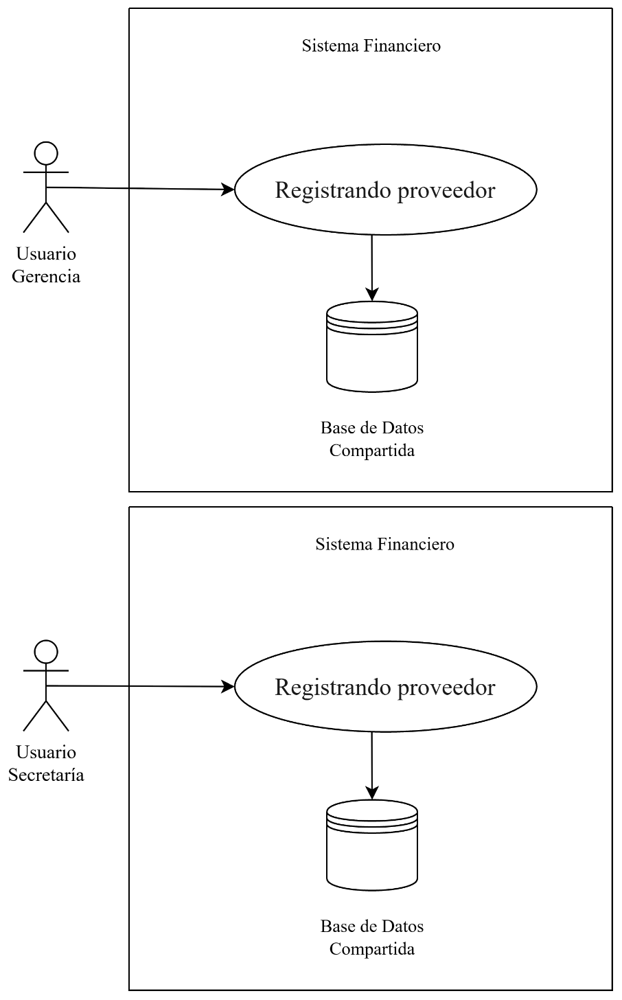 Sistema Financiero
Registrando proveedor
Usuario
Gerencia
Base de Datos
Compartida
Sistema Financiero
Registrando proveedor
Usuario
Secretaría
Base de Datos
Compartida